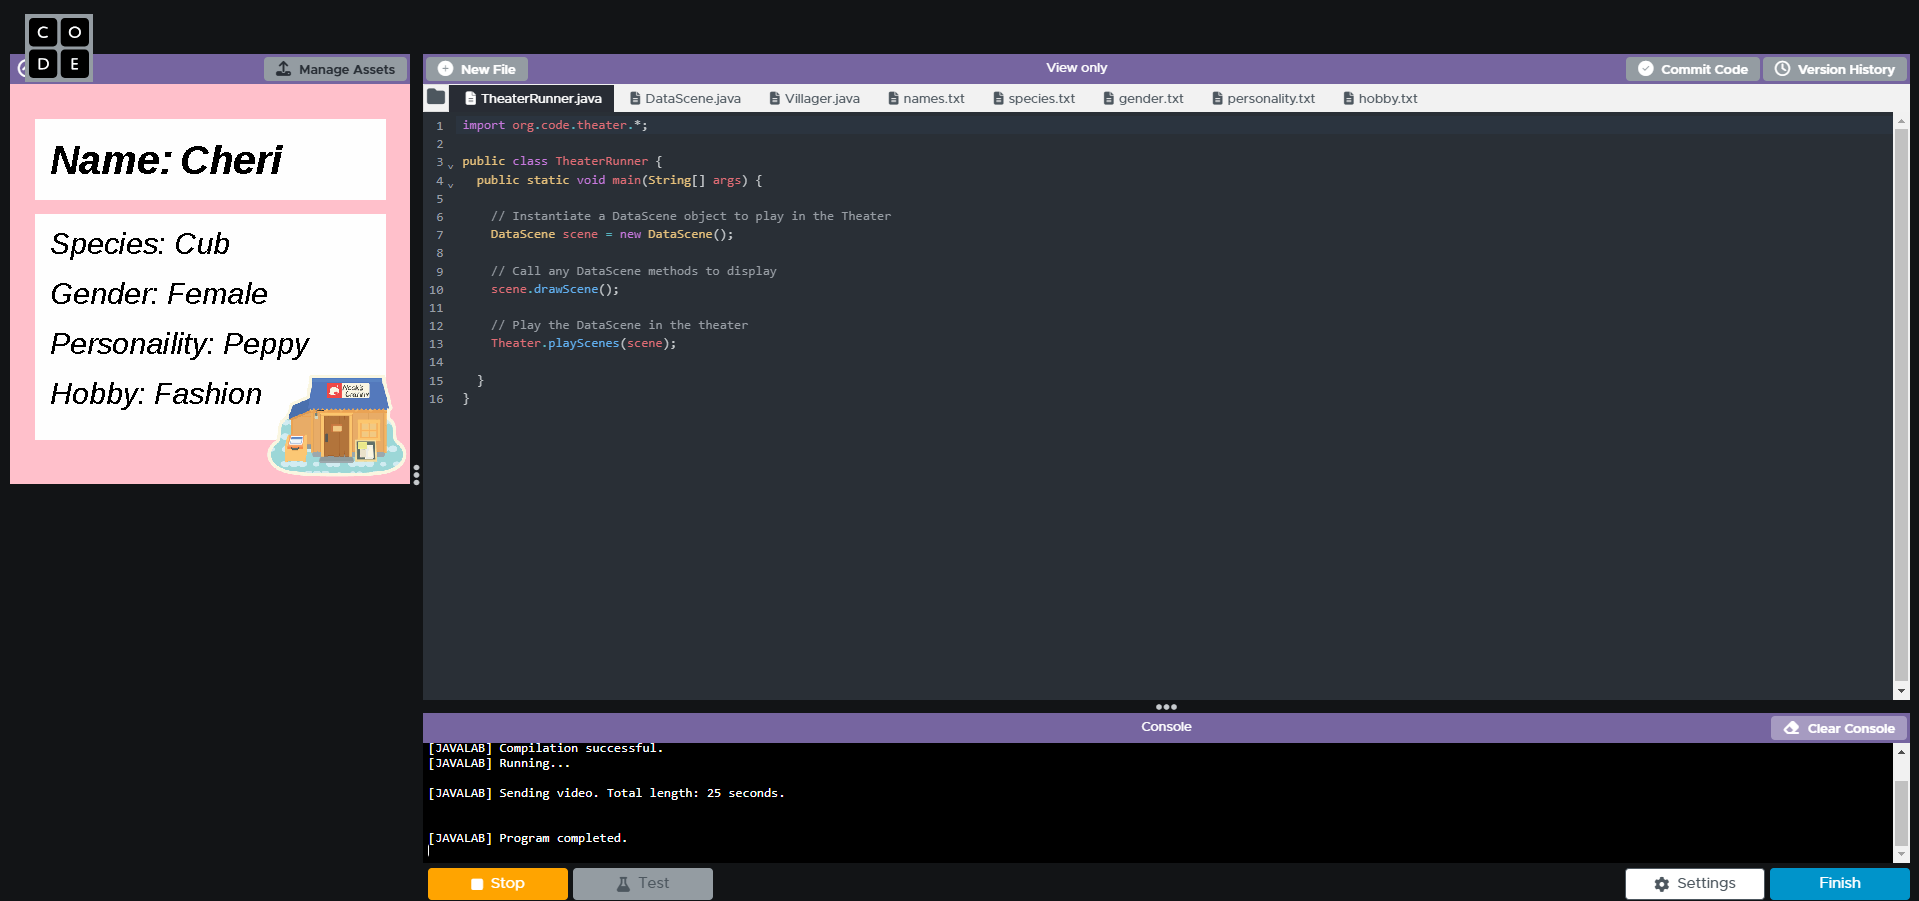 C O
D E
Manage Assets
New File
View only
Commit Code
Version History
Name: Cheri
Species: Cub
Gender: Female
Personaility: Peppy
Hobby: Fashion
Nook's
Cranny
TheaterRunner.java
DataScene.java
Villager.java
names.txt
species.txt
gender.txt
personality.txt
hobby.txt
1 import org.code.theater.*;
2
3 public class TheaterRunner {
4 public static void main(String[] args) {
5
6 // Instantiate a DataScene object to play in the Theater
7 DataScene scene = new DataScene();
8
9 // Call any DataScene methods to display
10 scene.drawScene();
11
12 // Play the DataScene in the theater
13 Theater.playScenes(scene);
14
15 }
16 }
Console
Clear Console
[JAVALAB] Compilation successful.
[JAVALAB] Running...
[JAVALAB] Sending video. Total length: 25 seconds.
[JAVALAB] Program completed.
Stop
Test
Settings
Finish